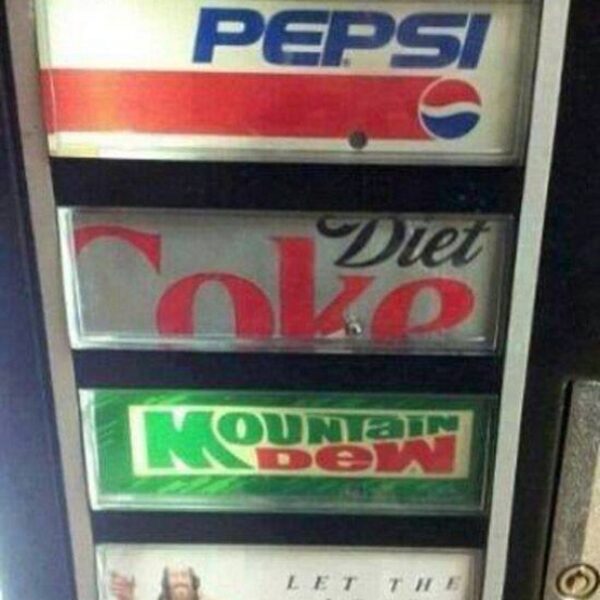 PEPSI
Diet
Coke
MOUNTAIN
DEW
LET THE